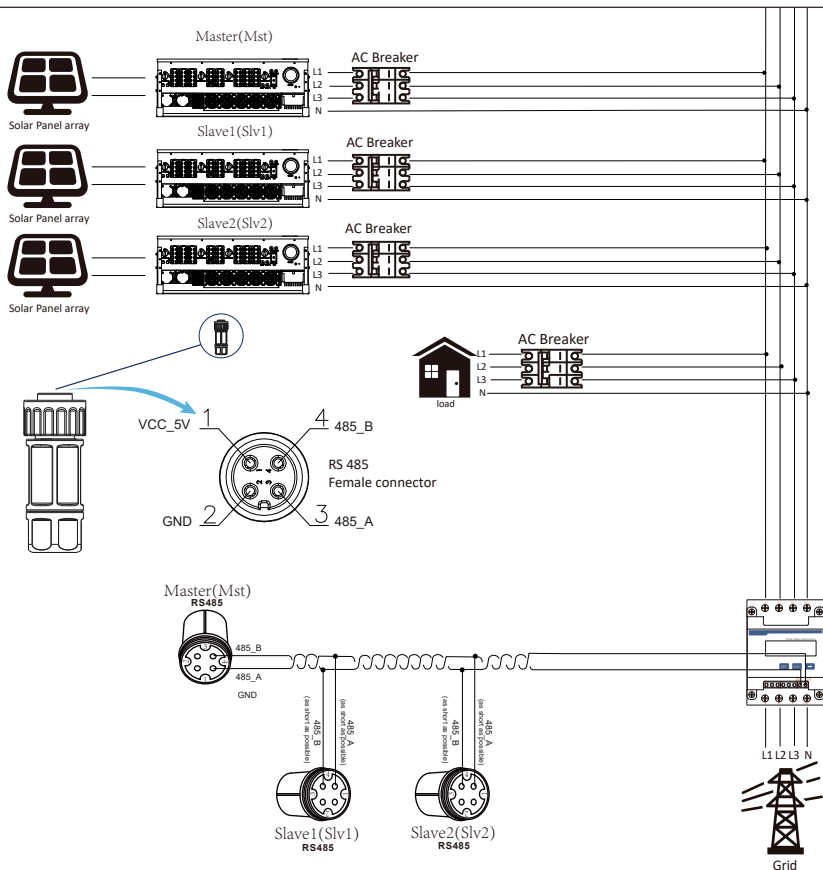 Master(Mst)
AC Breaker
L1
L2
L3
N
Solar Panel array
Slave1(Slv1)
AC Breaker
L1
L2
L3
N
Solar Panel array
Slave2(Slv2)
AC Breaker
L1
L2
L3
N
Solar Panel array
AC Breaker
L1
L2
L3
N
load
VCC_5V 1
4 485_B
1 4
2 3
RS 485
Female connector
GND 2
3 485_A
Master(Mst)
RS485
485_B
485_A
GND
485_B
(as short as possible)
485_A
(as short as possible)
485_B
(as short as possible)
485_A
(as short as possible)
Slave1(Slv1)
RS485
Slave2(Slv2)
RS485
L1 L2 L3 N
Grid